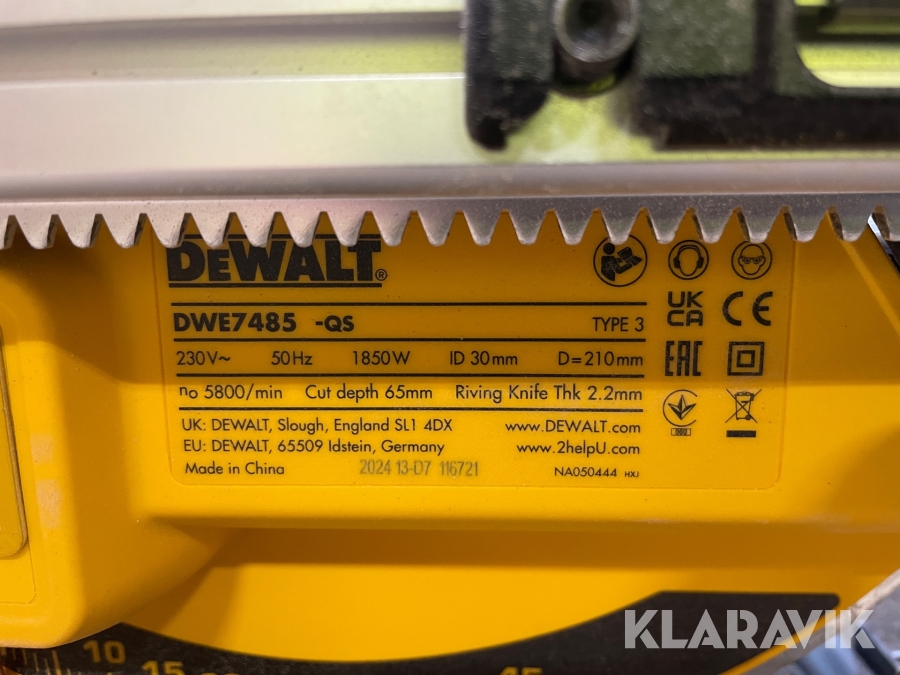 DEWALT®
DWE7485 -QS TYPE 3
UK CA CE
230V~ 50Hz 1850W ID 30mm D=210mm
EAC
no 5800/min Cut depth 65mm Riving Knife Thk 2.2mm
UK: DEWALT, Slough, England SL1 4DX www.DEWALT.com
EU: DEWALT, 65509 Idstein, Germany www.2helpU.com
Made in China 2024 13-D7 116721 NA050444 HXJ
KLARAVIK
10
15
45